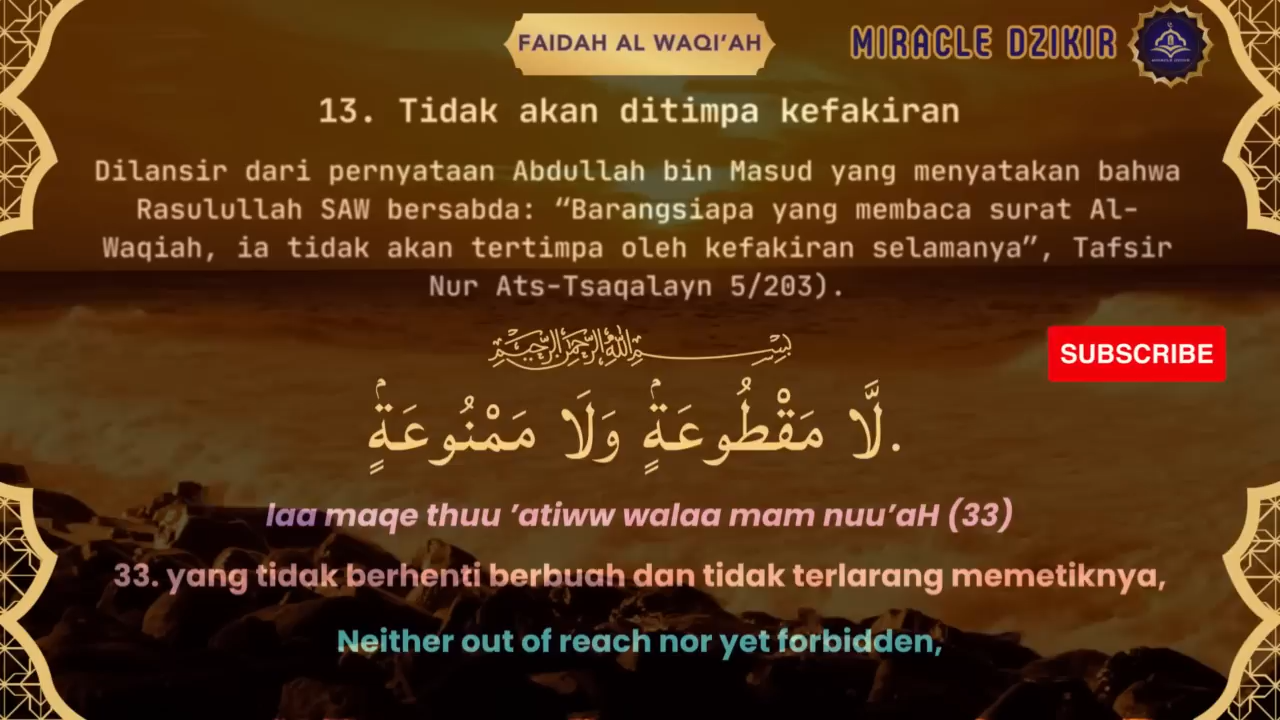 FAIDAH AL WAQI’AH
MIRACLE DZIKIR
13. Tidak akan ditimpa kefakiran
Dilansir dari pernyataan Abdullah bin Masud yang menyatakan bahwa
Rasulullah SAW bersabda: “Barangsiapa yang membaca surat Al-
Waqiah, ia tidak akan tertimpa oleh kefakiran selamanya”, Tafsir
Nur Ats-Tsaqalayn 5/203).
بِسْمِ اللَّهِ الرَّحْمَٰنِ الرَّحِيمِ
SUBSCRIBE
لَّا مَقْطُوعَةٍۢ وَلَا مَمْنُوعَةٍۢ.
laa maqe thuu ’atiww walaa mam nuu’aH (33)
33. yang tidak berhenti berbuah dan tidak terlarang memetiknya,
Neither out of reach nor yet forbidden,